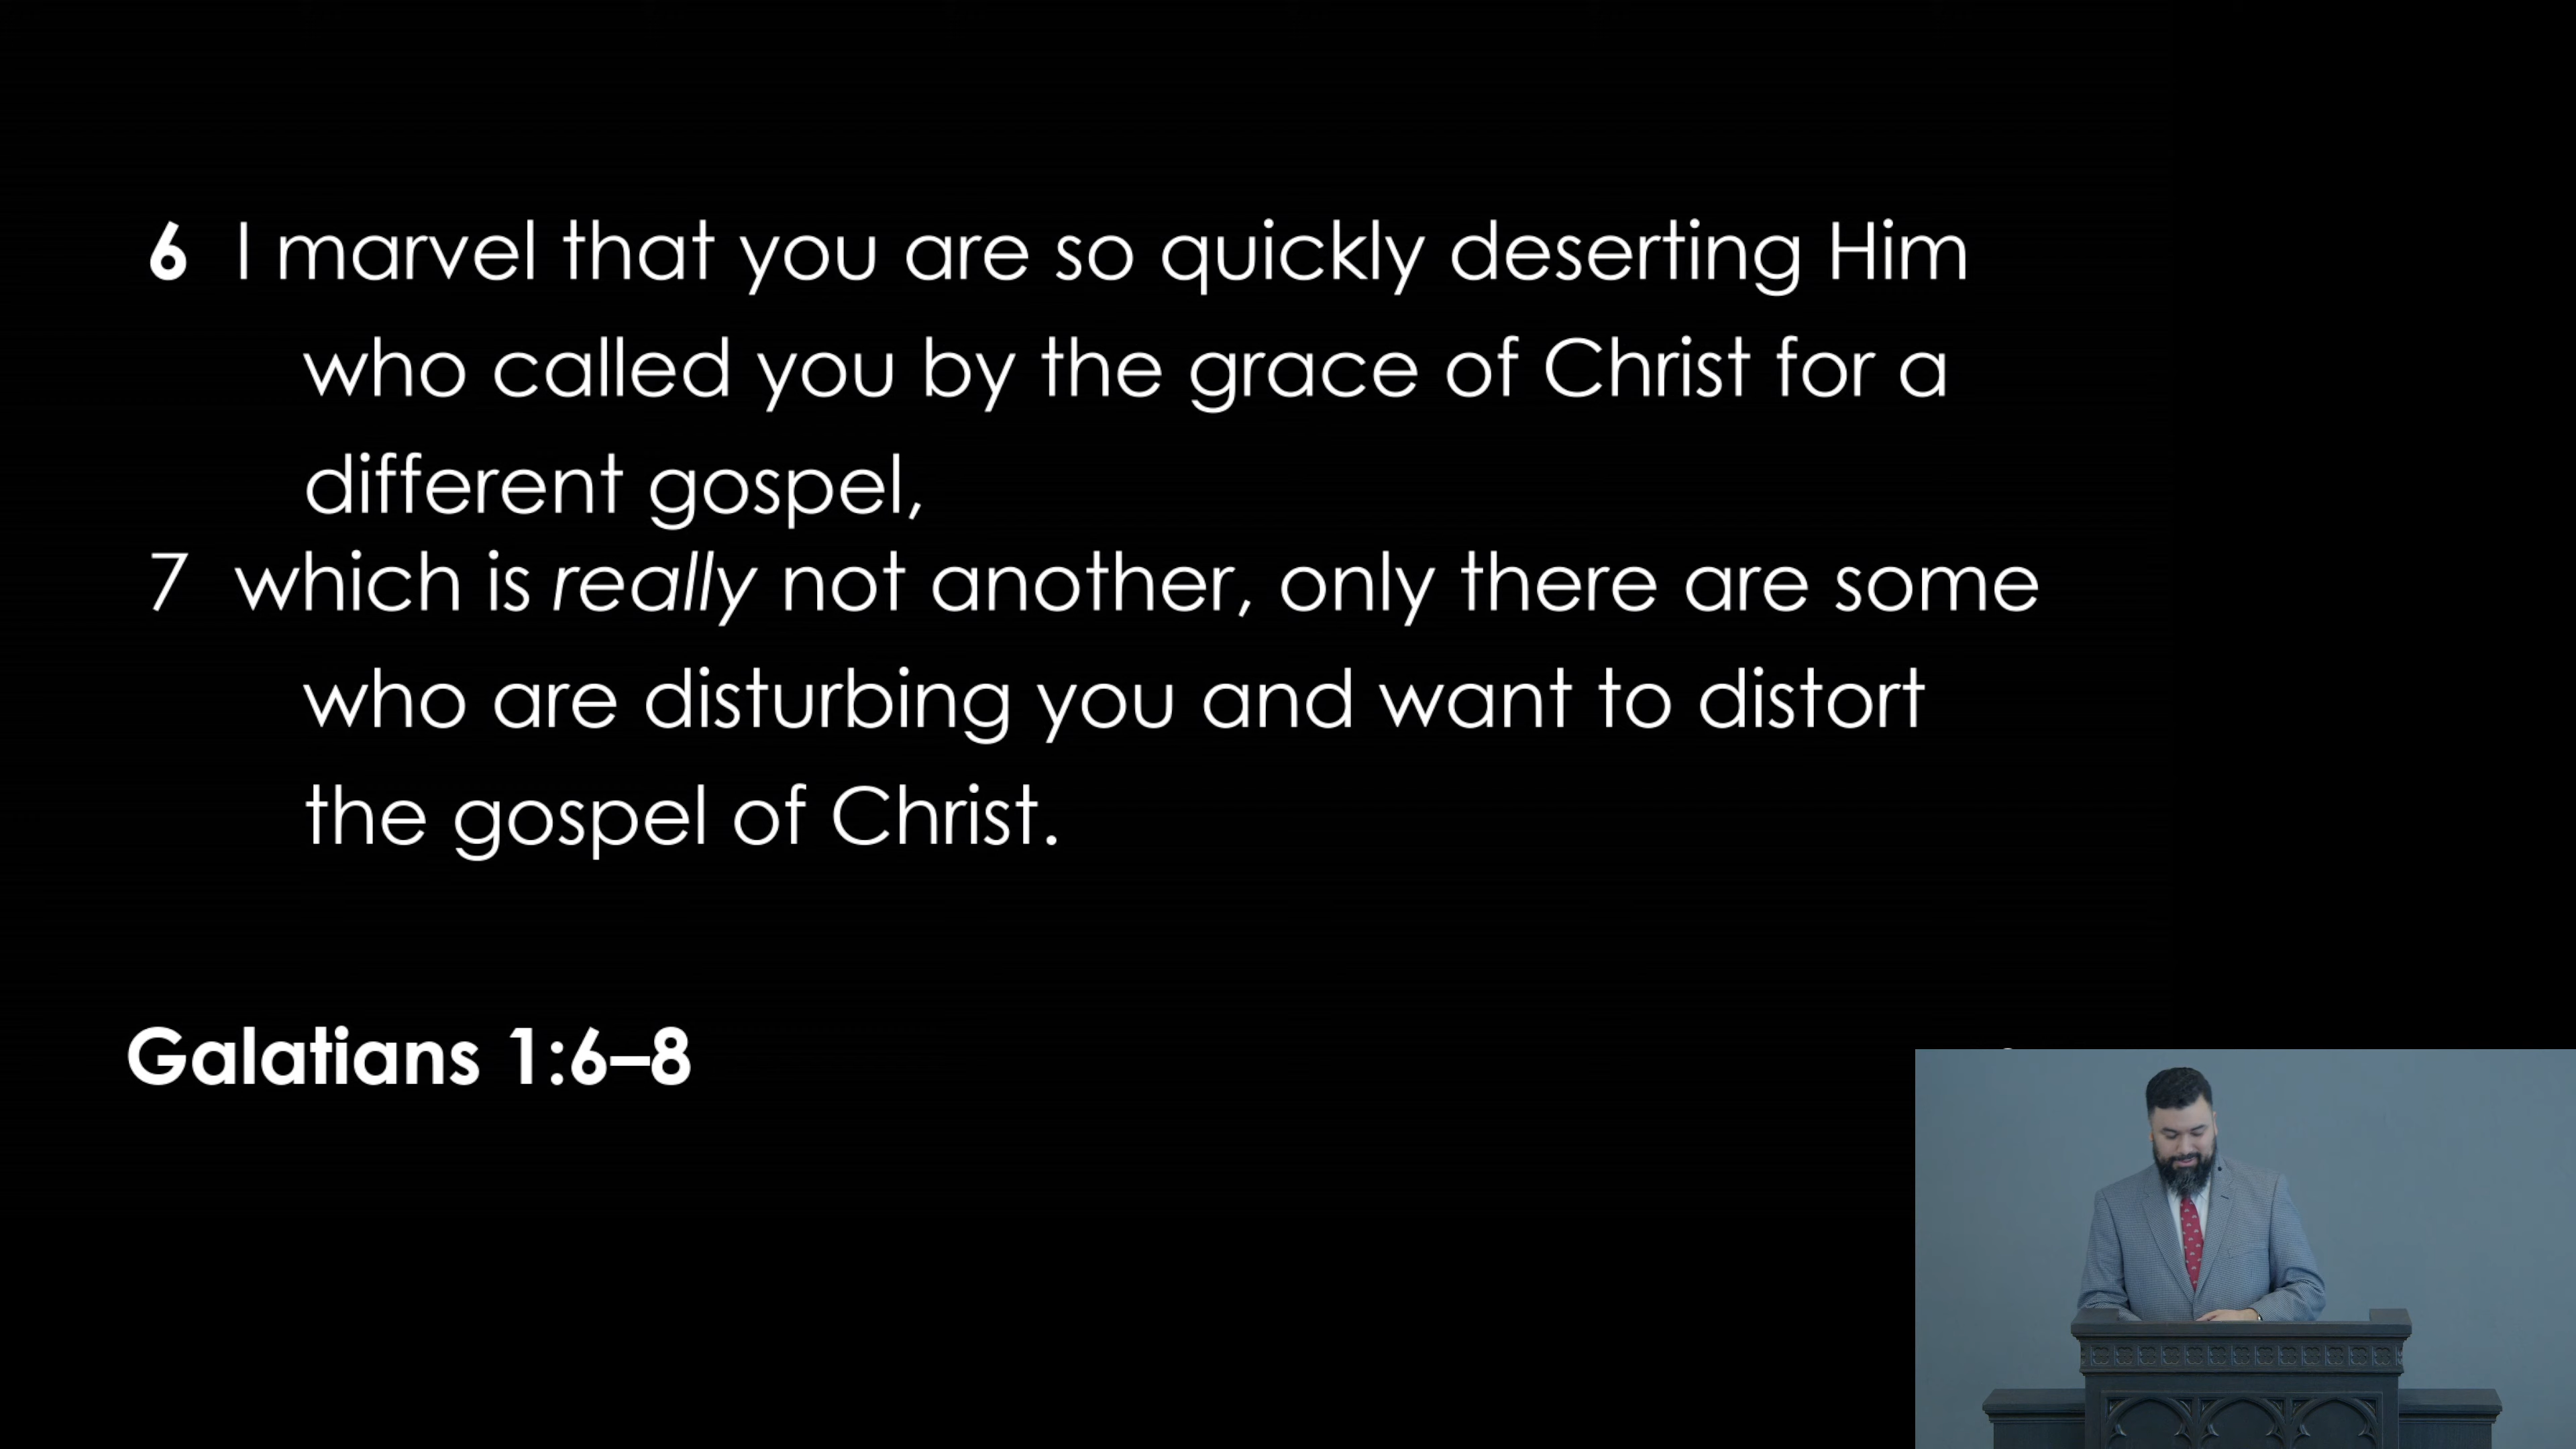 6 I marvel that you are so quickly deserting Him
who called you by the grace of Christ for a
different gospel,
7 which is really not another, only there are some
who are disturbing you and want to distort
the gospel of Christ.
Galatians 1:6–8